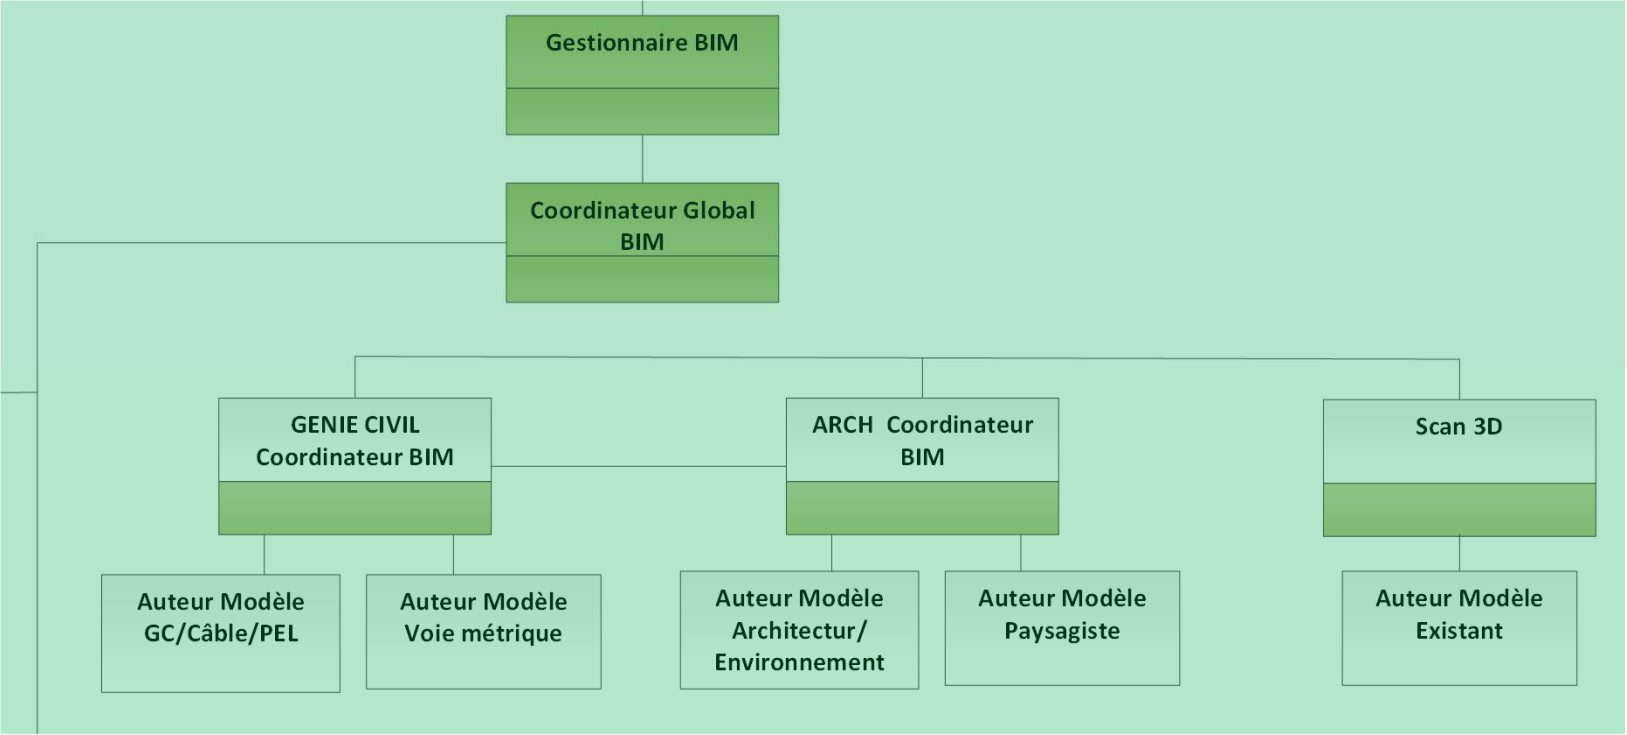 Gestionnaire BIM
Coordinateur Global
BIM
GENIE CIVIL
Coordinateur BIM
ARCH  Coordinateur
BIM
Scan 3D
Auteur Modèle
GC/Câble/PEL
Auteur Modèle
Voie métrique
Auteur Modèle
Architectur/
Environnement
Auteur Modèle
Paysagiste
Auteur Modèle
Existant